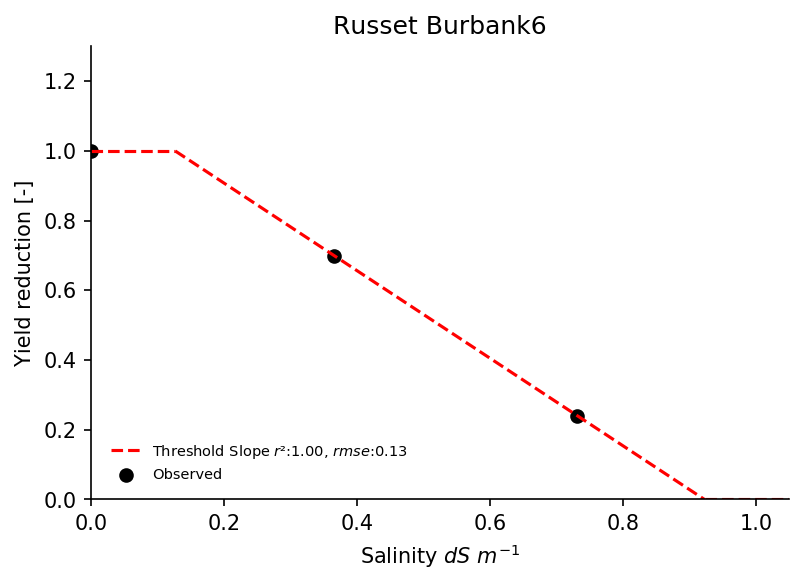 Russet Burbank6
Yield reduction [-]
1.2
1.0
0.8
0.6
0.4
0.2
0.0
Threshold Slope r²:1.00, rmse:0.13
Observed
0.0 0.2 0.4 0.6 0.8 1.0
Salinity dS m⁻¹